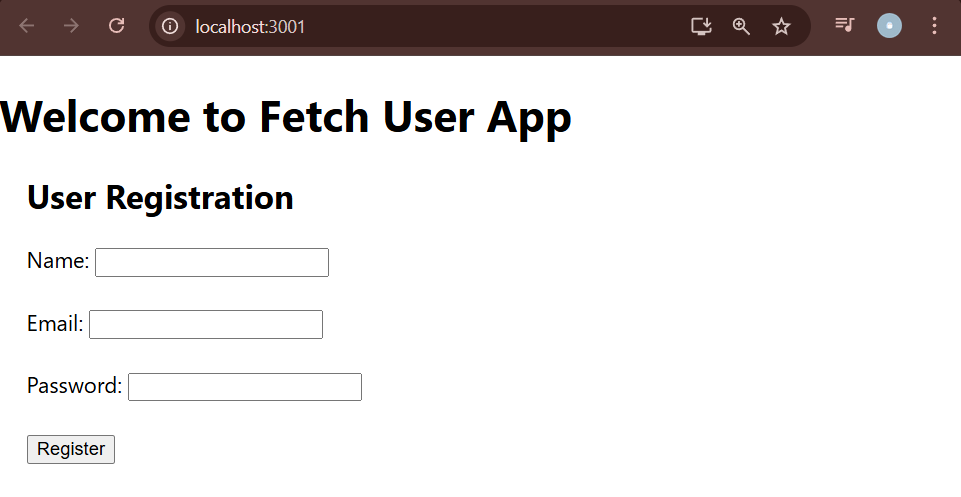 localhost:3001
Welcome to Fetch User App
User Registration
Name:
Email:
Password:
Register